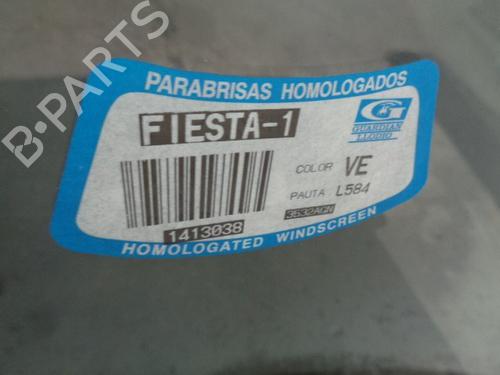 B-PARTS
PARABRISAS HOMOLOGADOS
FIESTA-1
GUARDIAN
LLODIO
COLOR VE
PAUTA L584
3632AGN
1413038
HOMOLOGATED WINDSCREEN